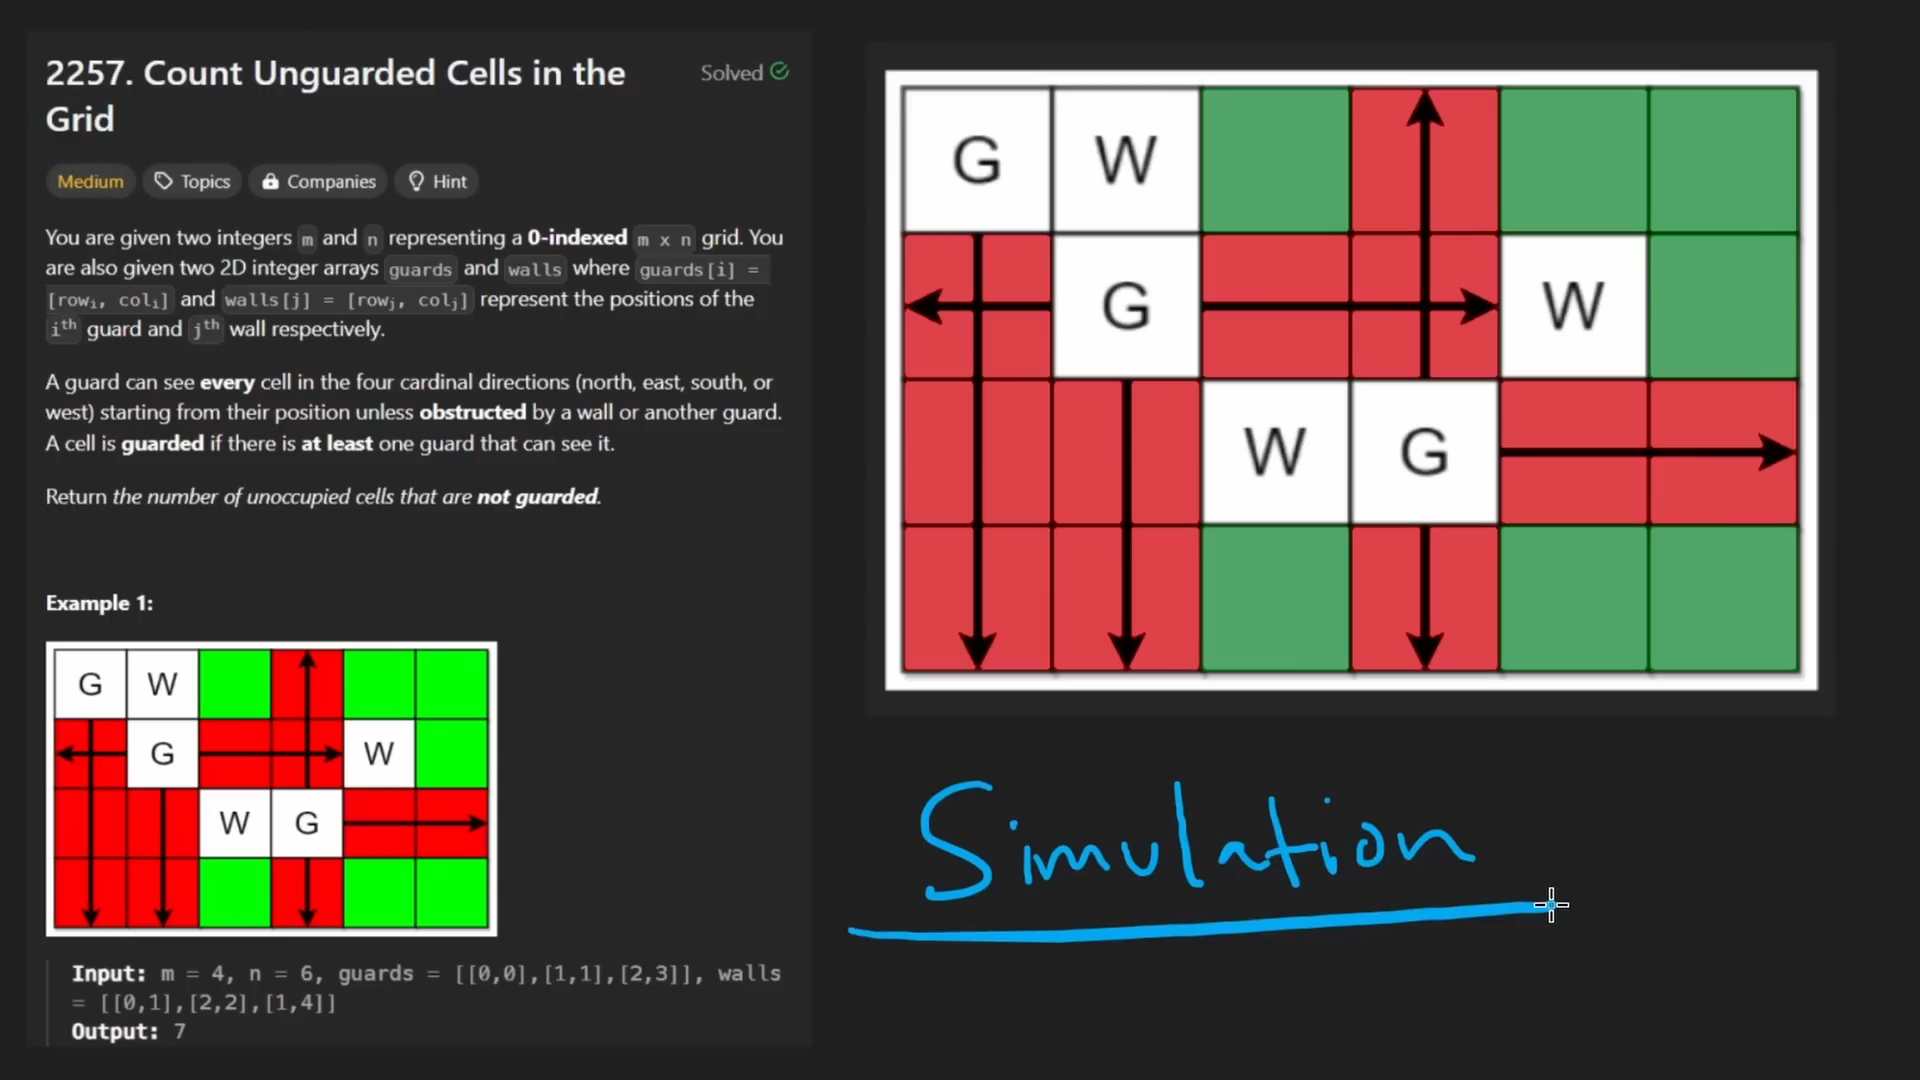 2257. Count Unguarded Cells in the
Grid
Solved
Medium Topics Companies Hint
You are given two integers m and n representing a 0-indexed m x n grid. You
are also given two 2D integer arrays guards and walls where guards[i] =
[rowᵢ, colᵢ] and walls[j] = [rowⱼ, colⱼ] represent the positions of the
iᵗʰ guard and jᵗʰ wall respectively.
A guard can see every cell in the four cardinal directions (north, east, south, or
west) starting from their position unless obstructed by a wall or another guard.
A cell is guarded if there is at least one guard that can see it.
Return the number of unoccupied cells that are not guarded.
Example 1:
G W
G W
W G
Input: m = 4, n = 6, guards = [[0,0],[1,1],[2,3]], walls
= [[0,1],[2,2],[1,4]]
Output: 7
G W
G W
W G
Simulation